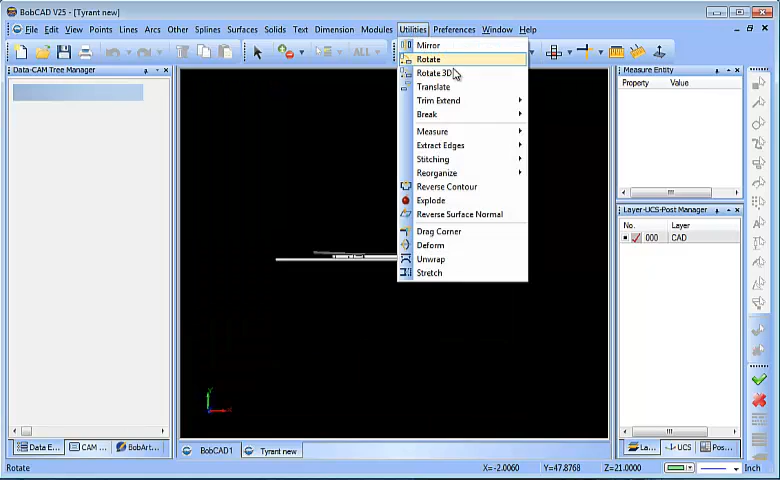 BobCAD V25 - [Tyrant new]
File Edit View Points Lines Arcs Other Splines Surfaces Solids Text Dimension Modules Utilities Preferences Window Help
ALL
Data-CAM Tree Manager
Measure Entity
Property Value
Mirror
Rotate
Rotate 3D
Translate
Trim Extend
Break
Measure
Extract Edges
Stitching
Reorganize
Reverse Contour
Explode
Reverse Surface Normal
Drag Corner
Deform
Unwrap
Stretch
Layer-UCS-Post Manager
No. Layer
000 CAD
Data E... CAM ... BobArt...
BobCAD1 Tyrant new
La... UCS Pos...
Rotate X=-2.0060 Y=47.8768 Z=21.0000 Inch